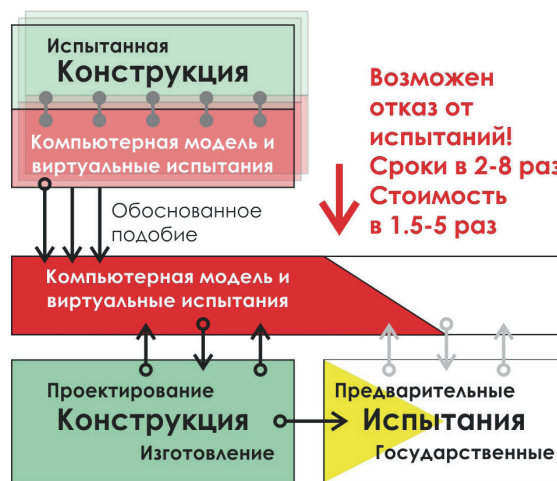 Испытанная
Конструкция
Компьютерная модель и
виртуальные испытания
Возможен
отказ от
испытаний!
Сроки в 2-8 раз
Стоимость
в 1.5-5 раз
Обоснованное
подобие
Компьютерная модель и
виртуальные испытания
Проектирование
Конструкция
Изготовление
Предварительные
Испытания
Государственные